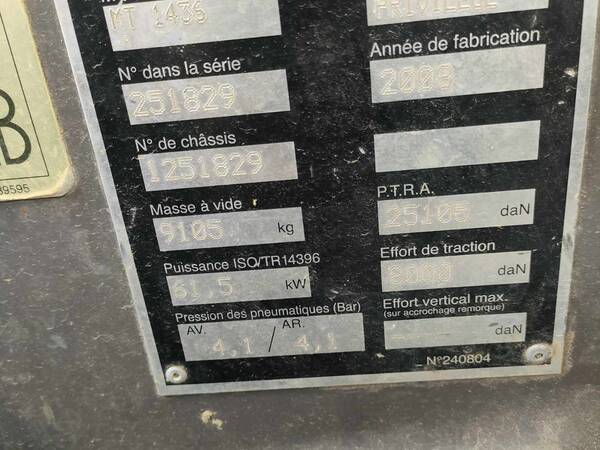 MT 1436
PRIVILEGE
N° dans la série
251829
Année de fabrication
2008
N° de châssis
1251829
Masse à vide
9105 kg
P.T.R.A.
25105 daN
Puissance ISO/TR14396
61.5 kW
Effort de traction
8000 daN
Pression des pneumatiques (Bar)
AV. AR.
4,1 / 4,1
Effort vertical max.
(sur accrochage remorque)
daN
N°240804
B
39595